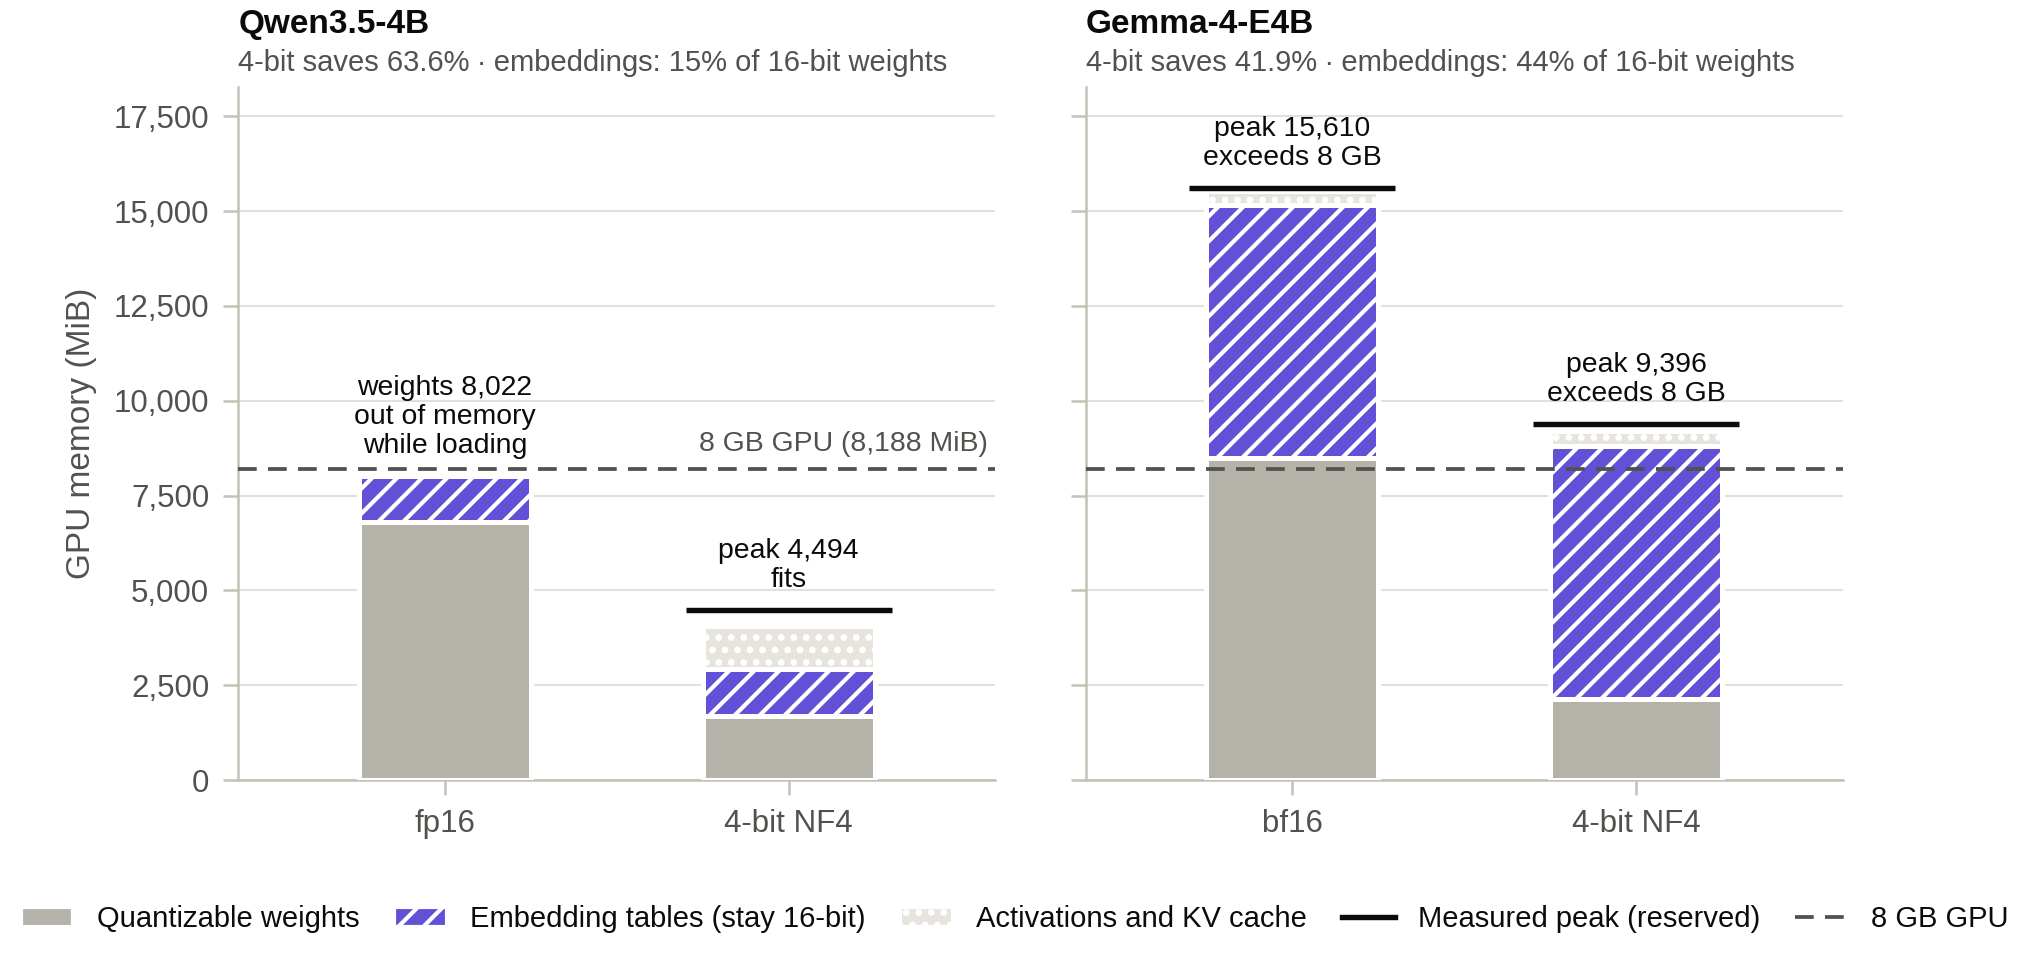 Qwen3.5-4B
4-bit saves 63.6% · embeddings: 15% of 16-bit weights
Gemma-4-E4B
4-bit saves 41.9% · embeddings: 44% of 16-bit weights
GPU memory (MiB)
17,500
15,000
12,500
10,000
7,500
5,000
2,500
0
weights 8,022
out of memory
while loading
8 GB GPU (8,188 MiB)
peak 4,494
fits
fp16
4-bit NF4
peak 15,610
exceeds 8 GB
peak 9,396
exceeds 8 GB
bf16
4-bit NF4
Quantizable weights
Embedding tables (stay 16-bit)
Activations and KV cache
Measured peak (reserved)
8 GB GPU